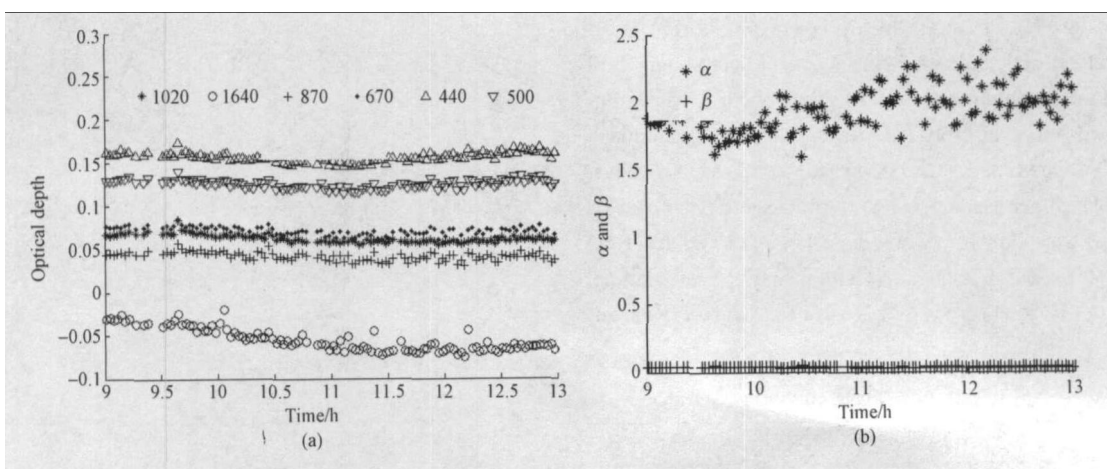 0.3
0.25
0.2
0.15
0.1
0.05
0
−0.05
−0.1
Optical depth
1020 1640 870 670 440 500
9 9.5 10 10.5 11 11.5 12 12.5 13
Time/h
(a)
2.5
2
1.5
1
0.5
0
α and β
α
β
9 10 11 12 13
Time/h
(b)